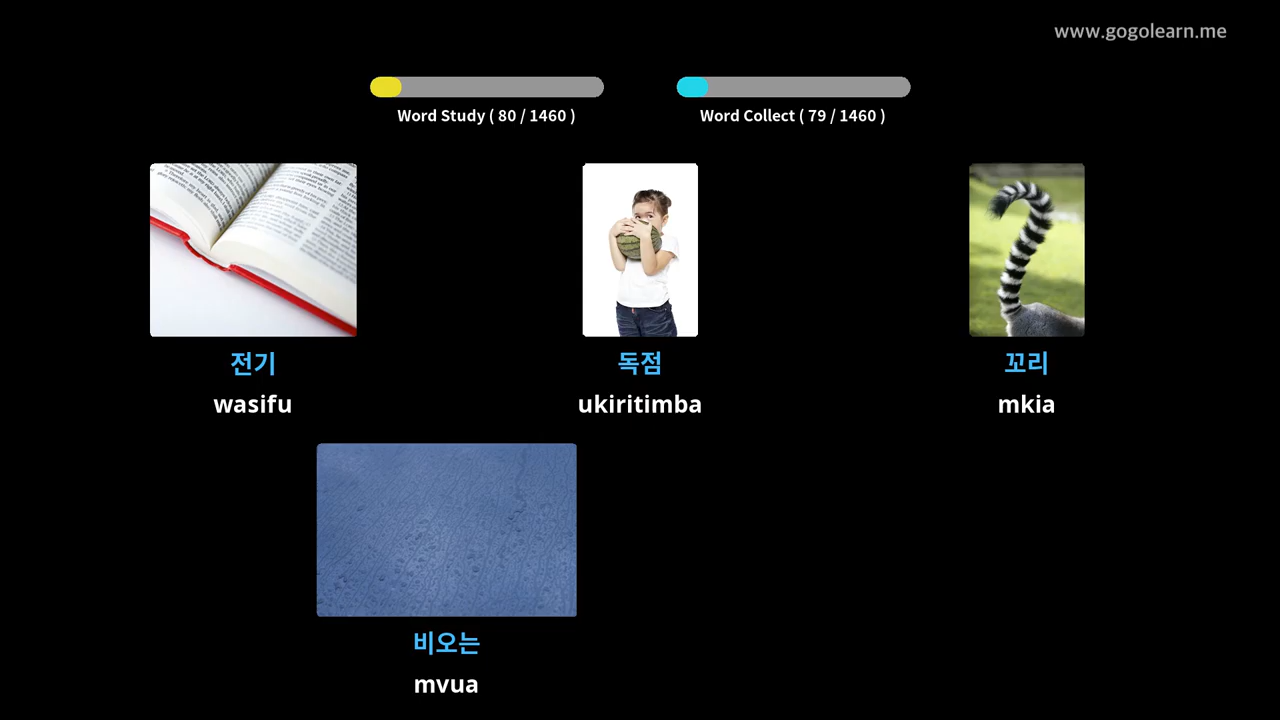 www.gogolearn.me
Word Study ( 80 / 1460 )
Word Collect ( 79 / 1460 )
전기
독점
꼬리
wasifu
ukiritimba
mkia
비오는
mvua